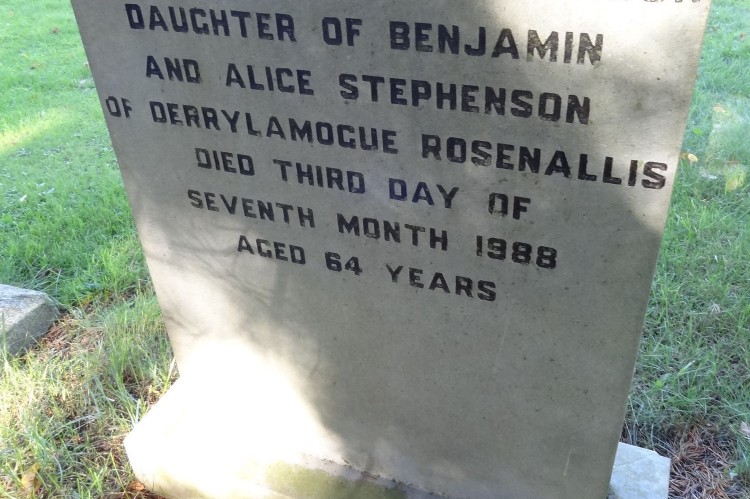 DAUGHTER OF BENJAMIN
AND ALICE STEPHENSON
OF DERRYLAMOGUE ROSENALLIS
DIED THIRD DAY OF
SEVENTH MONTH 1988
AGED 64 YEARS